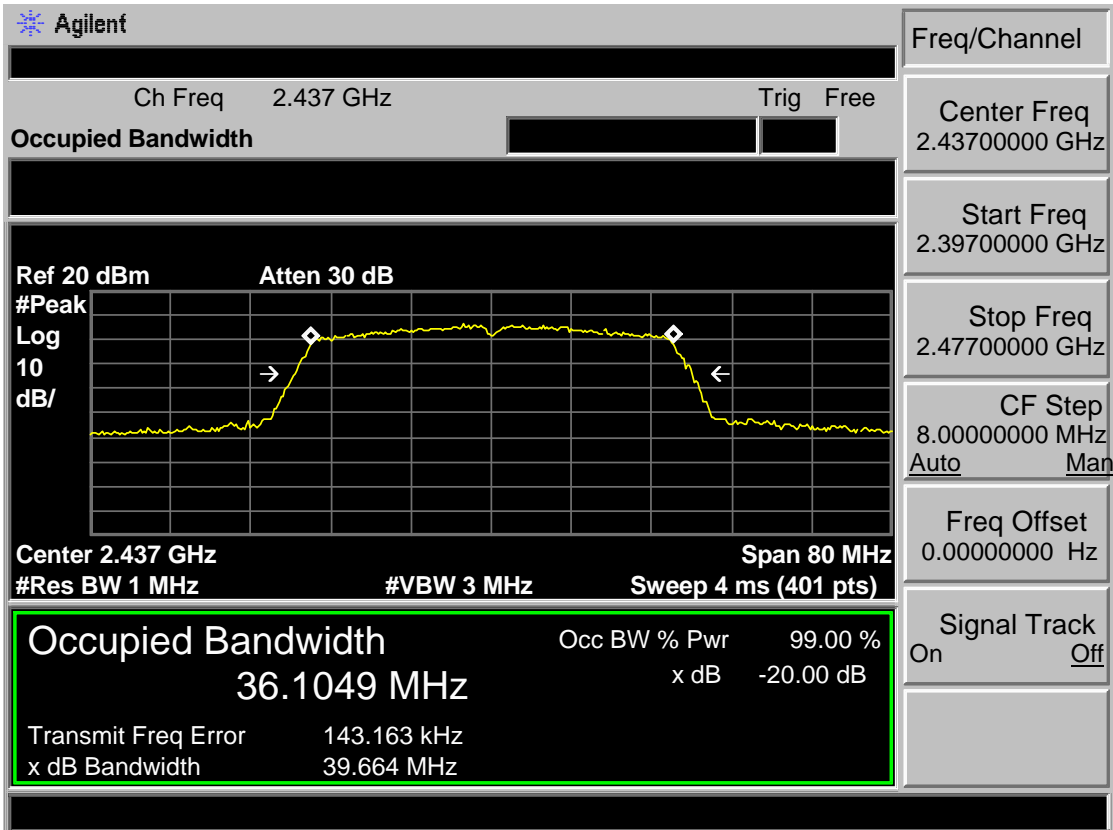 Agilent
Freq/Channel
Ch Freq 2.437 GHz Trig Free
Occupied Bandwidth
Center Freq
2.43700000 GHz
Start Freq
2.39700000 GHz
Stop Freq
2.47700000 GHz
CF Step
8.00000000 MHz
Auto Man
Freq Offset
0.00000000 Hz
Signal Track
On Off
Ref 20 dBm Atten 30 dB
#Peak
Log
10
dB/
Center 2.437 GHz Span 80 MHz
#Res BW 1 MHz #VBW 3 MHz Sweep 4 ms (401 pts)
Occupied Bandwidth Occ BW % Pwr 99.00 %
36.1049 MHz x dB -20.00 dB
Transmit Freq Error 143.163 kHz
x dB Bandwidth 39.664 MHz